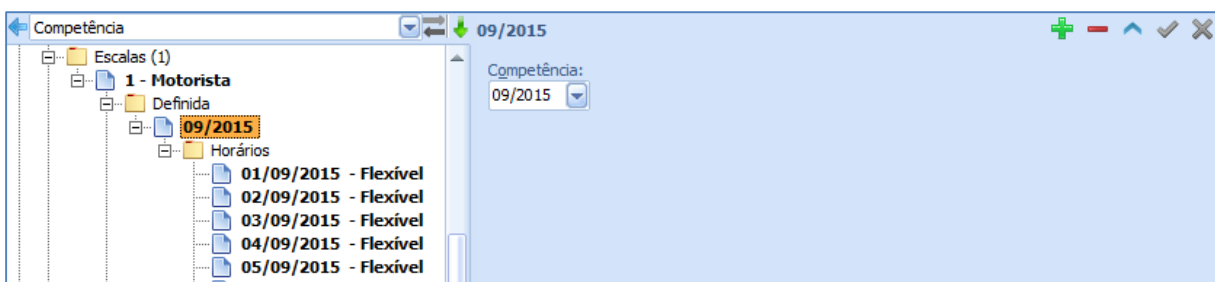 Competência
Escalas (1)
1 - Motorista
Definida
09/2015
Horários
01/09/2015 - Flexível
02/09/2015 - Flexível
03/09/2015 - Flexível
04/09/2015 - Flexível
05/09/2015 - Flexível
09/2015
Competência:
09/2015